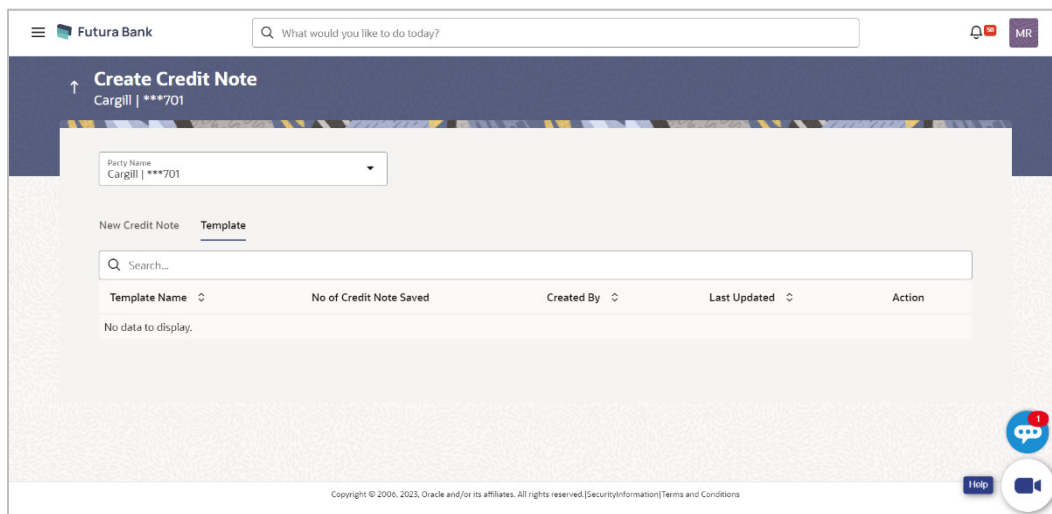 Futura Bank
What would you like to do today?
50
MR
Create Credit Note
Cargill | ***701
Party Name
Cargill | ***701
New Credit Note Template
Search...
Template Name No of Credit Note Saved Created By Last Updated Action
No data to display.
1
Help
Copyright © 2006, 2023, Oracle and/or its affiliates. All rights reserved.|SecurityInformation|Terms and Conditions